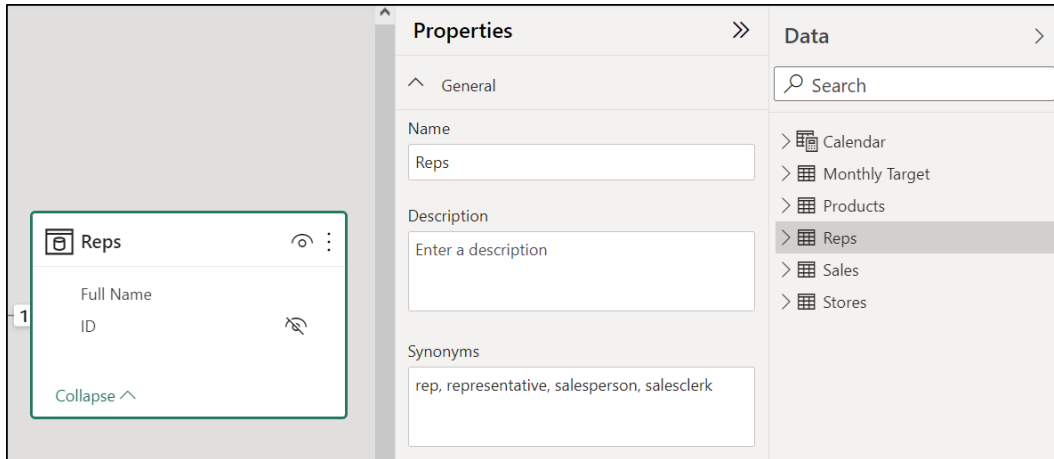 Reps
Full Name
1
ID
Collapse
Properties
General
Name
Reps
Description
Enter a description
Synonyms
rep, representative, salesperson, salesclerk
Data
Search
Calendar
Monthly Target
Products
Reps
Sales
Stores